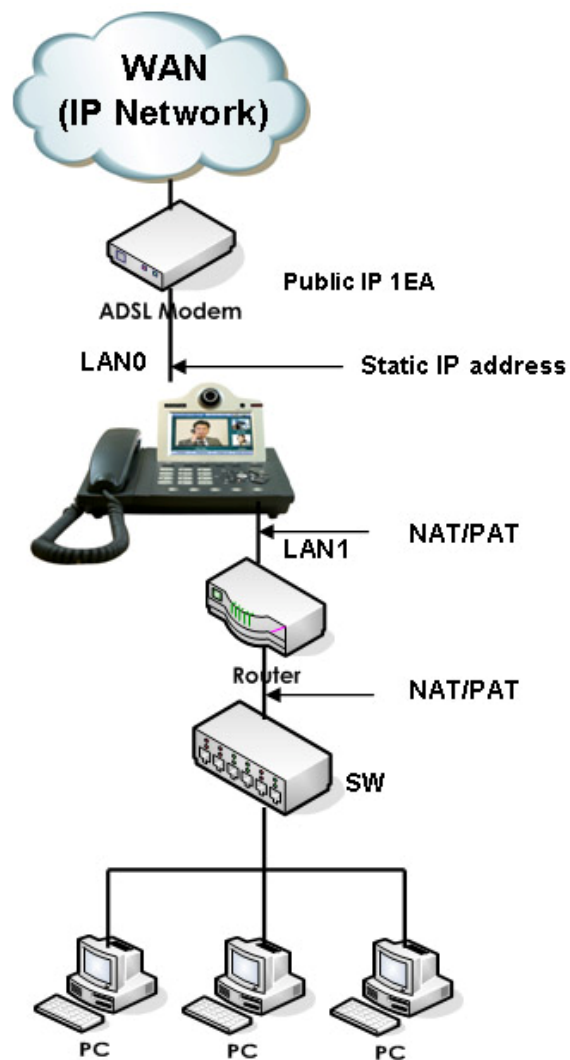 WAN
(IP Network)
Public IP 1EA
ADSL Modem
LAN0
Static IP address
NAT/PAT
LAN1
Router
NAT/PAT
SW
PC
PC
PC